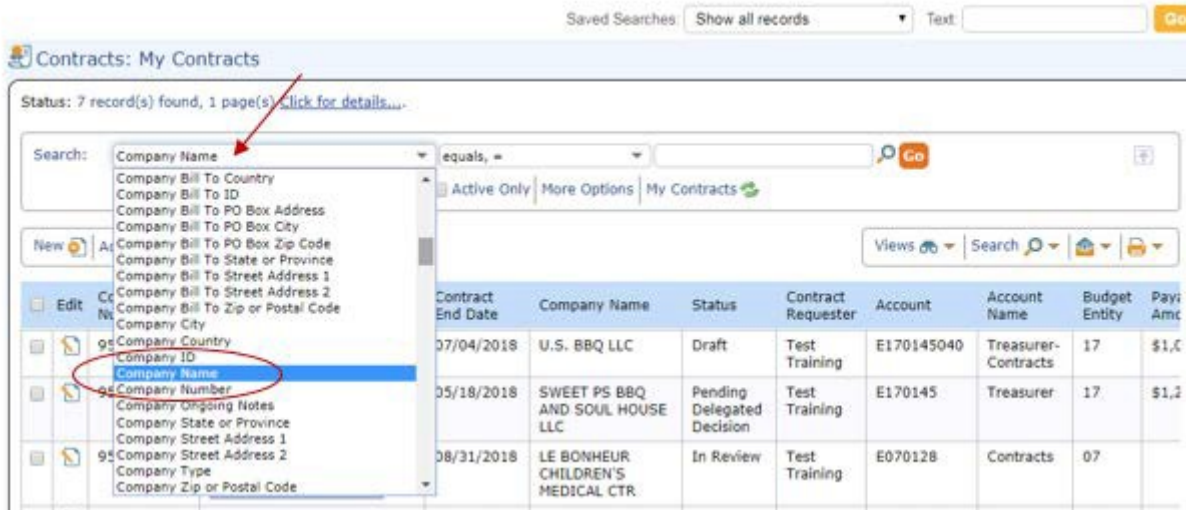 Saved Searches: Show all records Text Go
Contracts: My Contracts
Status: 7 record(s) found, 1 page(s) Click for details....
Search: Company Name equals, = Go
Active Only More Options My Contracts
Company Bill To Country
Company Bill To ID
Company Bill To PO Box Address
Company Bill To PO Box City
Company Bill To PO Box Zip Code
Company Bill To State or Province
Company Bill To Street Address 1
Company Bill To Street Address 2
Company Bill To Zip or Postal Code
Company City
Company Country
Company ID
Company Name
Company Number
Company Ongoing Notes
Company State or Province
Company Street Address 1
Company Street Address 2
Company Type
Company Zip or Postal Code
New Views Search
Edit Contract End Date Company Name Status Contract Requester Account Account Name Budget Entity
95 07/04/2018 U.S. BBQ LLC Draft Test Training E170145040 Treasurer-Contracts 17
95 05/18/2018 SWEET PS BBQ AND SOUL HOUSE LLC Pending Delegated Decision Test Training E170145 Treasurer 17 $1,2
95 08/31/2018 LE BONHEUR CHILDREN'S MEDICAL CTR In Review Test Training E070128 Contracts 07